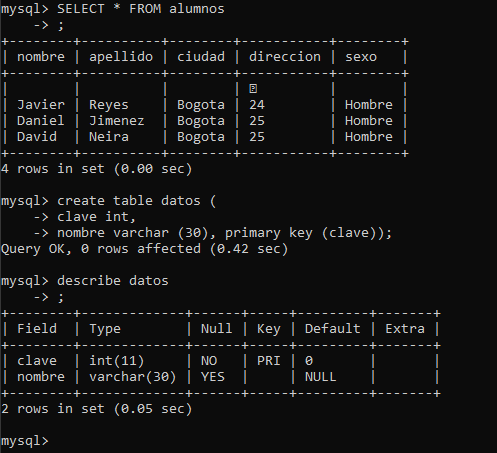 mysql> SELECT * FROM alumnos
    -> ;
+--------+----------+--------+-----------+--------+
| nombre | apellido | ciudad | direccion | sexo   |
+--------+----------+--------+-----------+--------+
|        |          |        |           |        |
| Javier | Reyes    | Bogota | 24        | Hombre |
| Daniel | Jimenez  | Bogota | 25        | Hombre |
| David  | Neira    | Bogota | 25        | Hombre |
+--------+----------+--------+-----------+--------+
4 rows in set (0.00 sec)
mysql> create table datos (
    -> clave int,
    -> nombre varchar (30), primary key (clave));
Query OK, 0 rows affected (0.42 sec)
mysql> describe datos
    -> ;
+--------+-------------+------+-----+---------+-------+
| Field  | Type        | Null | Key | Default | Extra |
+--------+-------------+------+-----+---------+-------+
| clave  | int(11)     | NO   | PRI | 0       |       |
| nombre | varchar(30) | YES  |     | NULL    |       |
+--------+-------------+------+-----+---------+-------+
2 rows in set (0.05 sec)
mysql>